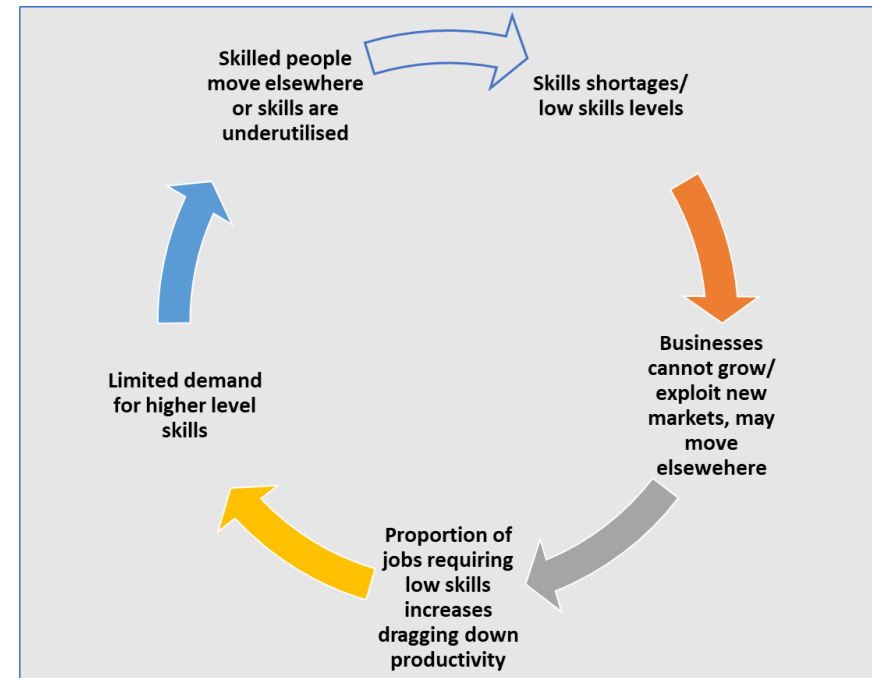 Skilled people
move elsewhere
or skills are
underutilised
Skills shortages/
low skills levels
Businesses
cannot grow/
exploit new
markets, may
move
elsewehere
Proportion of
jobs requiring
low skills
increases
dragging down
productivity
Limited demand
for higher level
skills